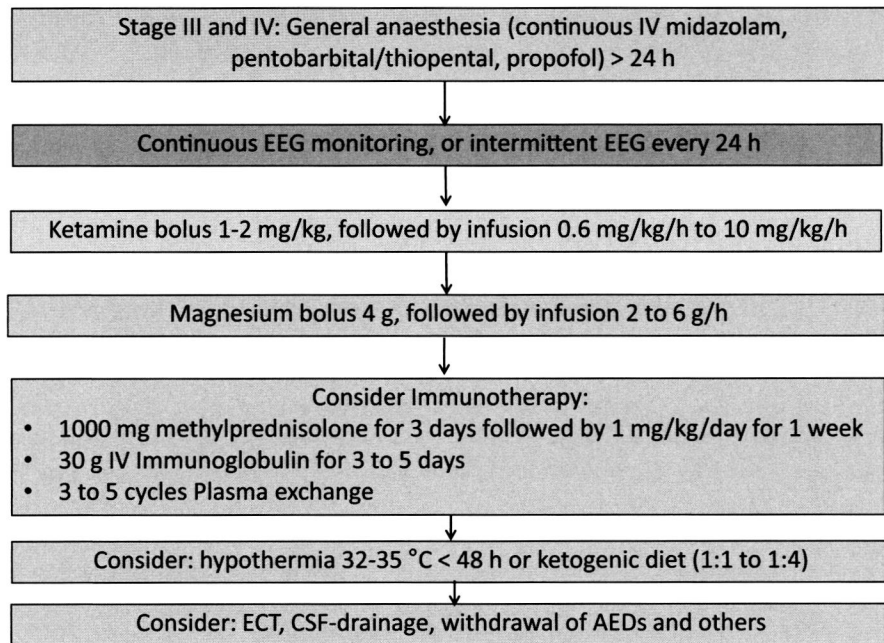 Stage III and IV: General anaesthesia (continuous IV midazolam,
pentobarbital/thiopental, propofol) > 24 h
Continuous EEG monitoring, or intermittent EEG every 24 h
Ketamine bolus 1-2 mg/kg, followed by infusion 0.6 mg/kg/h to 10 mg/kg/h
Magnesium bolus 4 g, followed by infusion 2 to 6 g/h
Consider Immunotherapy:
• 1000 mg methylprednisolone for 3 days followed by 1 mg/kg/day for 1 week
• 30 g IV Immunoglobulin for 3 to 5 days
• 3 to 5 cycles Plasma exchange
Consider: hypothermia 32-35 °C < 48 h or ketogenic diet (1:1 to 1:4)
Consider: ECT, CSF-drainage, withdrawal of AEDs and others